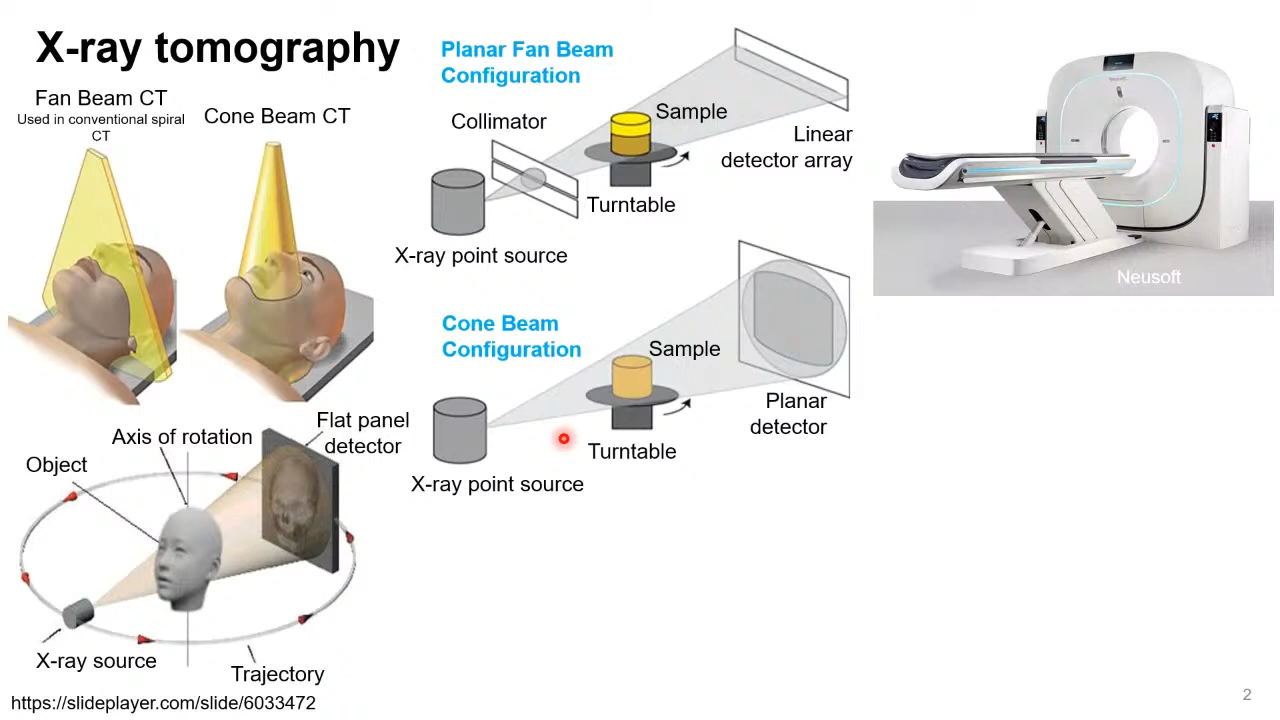 X-ray tomography
Fan Beam CT
Used in conventional spiral
CT
Cone Beam CT
Planar Fan Beam
Configuration
Collimator
Sample
Linear
detector array
Turntable
X-ray point source
Neusoft
Cone Beam
Configuration
Sample
Planar
detector
Turntable
X-ray point source
Flat panel
detector
Axis of rotation
Object
X-ray source
Trajectory
https://slideplayer.com/slide/6033472
2